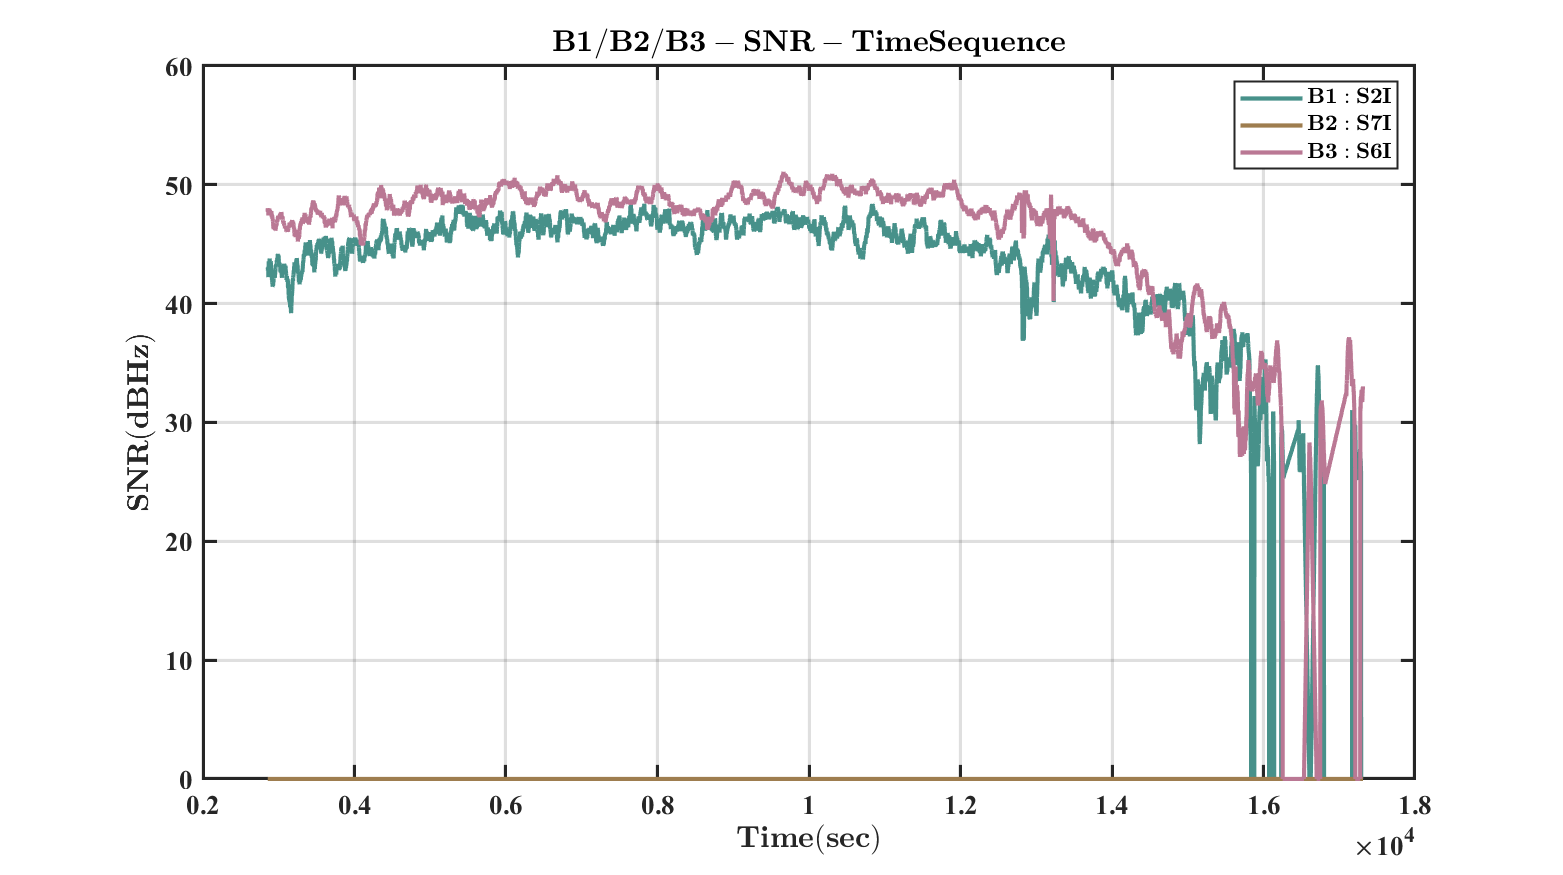 B1/B2/B3 – SNR – TimeSequence
B1 : S2I
B2 : S7I
B3 : S6I
SNR(dBHz)
60
50
40
30
20
10
0
0.2 0.4 0.6 0.8 1 1.2 1.4 1.6 1.8
Time(sec)
×10⁴